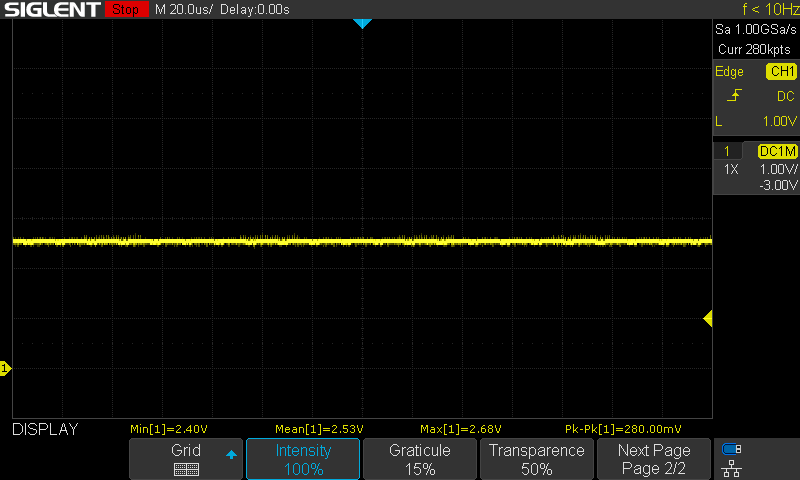 SIGLENT Stop M 20.0us/ Delay:0.00s f < 10Hz
Sa 1.00GSa/s
Curr 280kpts
Edge CH1
DC
L 1.00V
1 DC1M
1X 1.00V/
-3.00V
1
DISPLAY Min[1]=2.40V Mean[1]=2.53V Max[1]=2.68V Pk-Pk[1]=280.00mV
Grid Intensity Graticule Transparence Next Page
100% 15% 50% Page 2/2